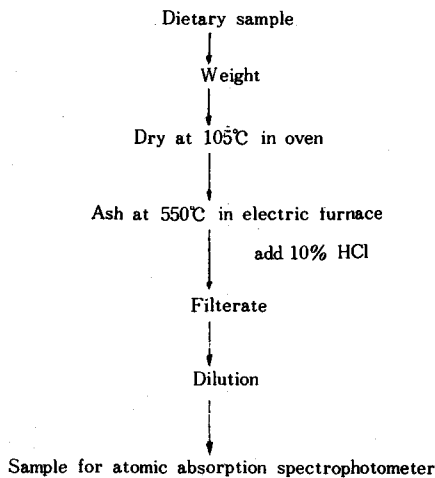 Dietary sample
Weight
Dry at 105℃ in oven
Ash at 550℃ in electric furnace
add 10% HCl
Filterate
Dilution
Sample for atomic absorption spectrophotometer